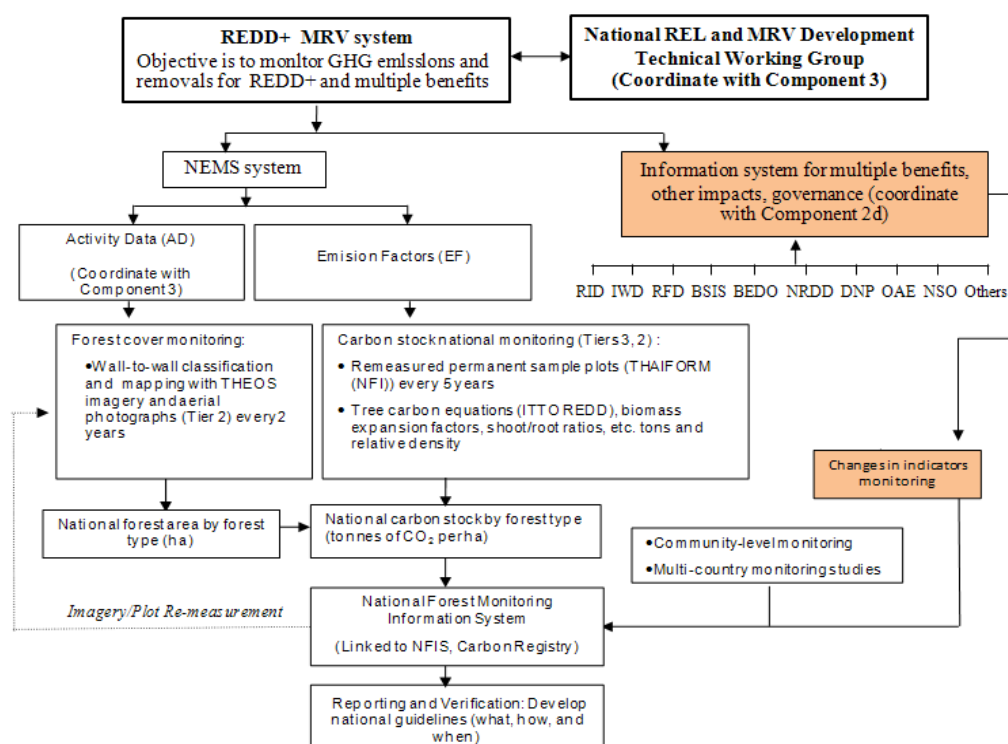 REDD+ MRV system
Objective is to monitor GHG emlssions and
removals for REDD+ and multiple benefits
National REL and MRV Development
Technical Working Group
(Coordinate with Component 3)
NEMS system
Information system for multiple benefits,
other impacts, governance (coordinate
with Component 2d)
Activity Data (AD)
(Coordinate with
Component 3)
Emision Factors (EF)
RID IWD RFD BSIS BEDO NRDD DNP OAE NSO Others
Forest cover monitoring:
•Wall-to-wall classification
and mapping with THEOS
imagery and aerial
photographs (Tier 2) every 2
years
Carbon stock national monitoring (Tiers 3, 2) :
• Remeasured permanent sample plots (THAIFORM
(NFI)) every 5 years
• Tree carbon equations (ITTO REDD), biomass
expansion factors, shoot/root ratios, etc. tons and
relative density
Changes in indicators
monitoring
National forest area by forest
type (ha)
National carbon stock by forest type
(tonnes of CO₂ per ha)
•Community-level monitoring
•Multi-country monitoring studies
Imagery/Plot Re-measurement
National Forest Monitoring
Information System
(Linked to NFIS, Carbon Registry)
Reporting and Verification: Develop
national guidelines (what, how, and
when)